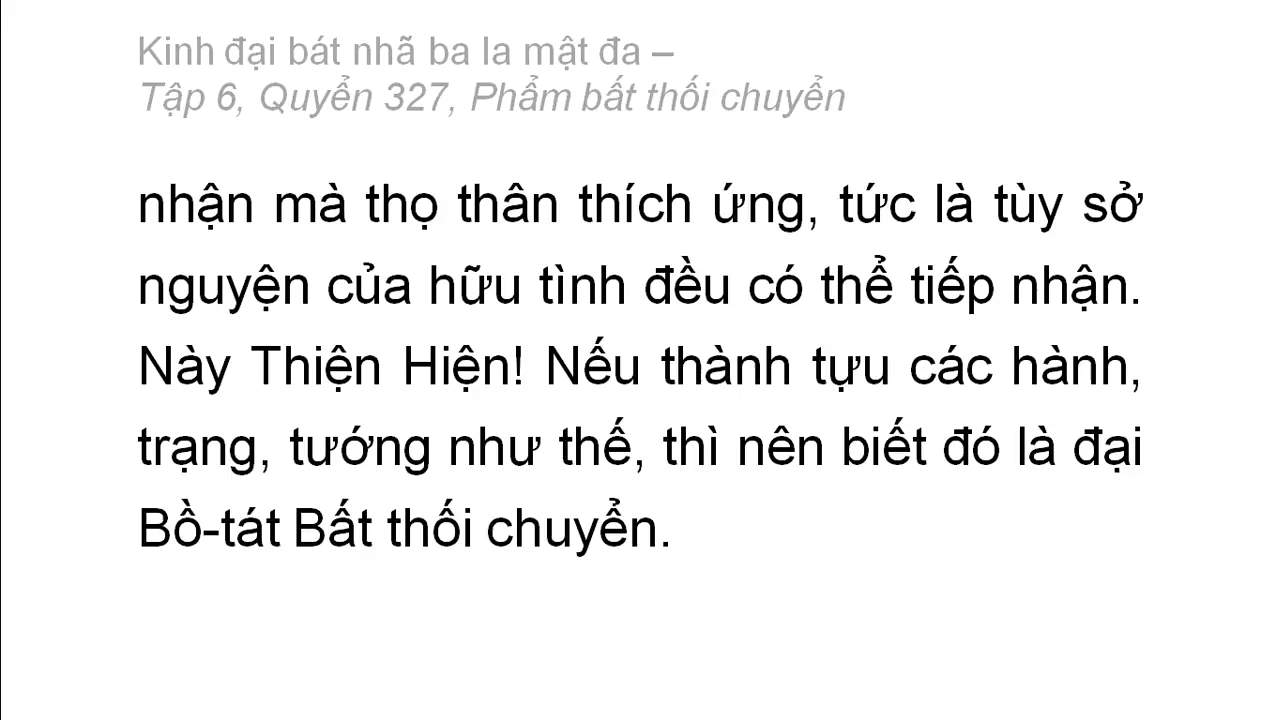 Kinh đại bát nhã ba la mật đa –
Tập 6, Quyển 327, Phẩm bất thối chuyển
nhận mà thọ thân thích ứng, tức là tùy sở
nguyện của hữu tình đều có thể tiếp nhận.
Này Thiện Hiện! Nếu thành tựu các hành,
trạng, tướng như thế, thì nên biết đó là đại
Bồ-tát Bất thối chuyển.